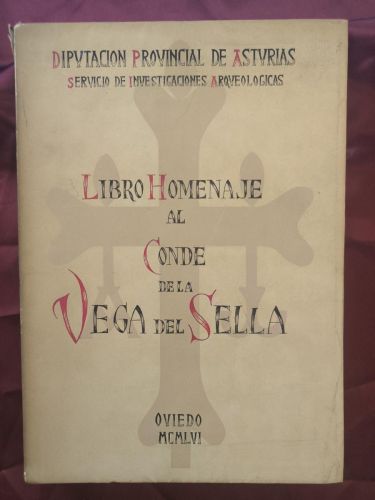 DIPVTACION PROVINCIAL DE ASTVRIAS
SERVICIO DE INVESTIGACIONES ARQVEOLOGICAS
LIBRO HOMENAJE
AL
CONDE
DE LA
VEGA DEL SELLA
OVIEDO
MCMLVI